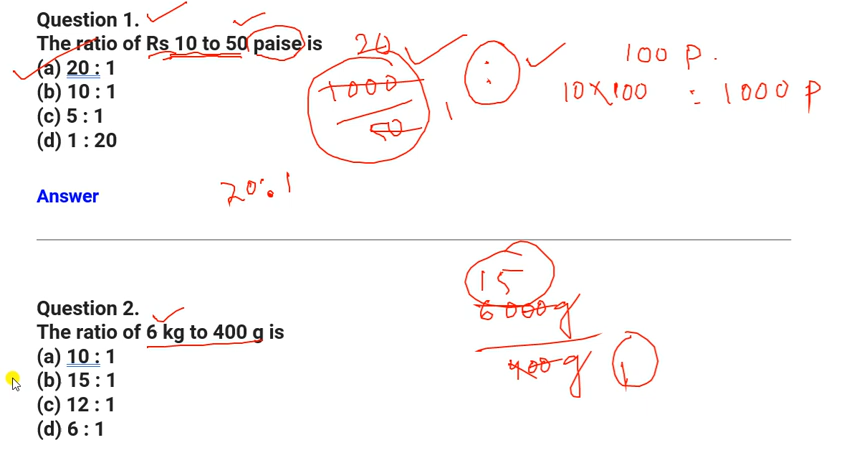 Question 1.
The ratio of Rs 10 to 50 paise is
(a) 20 : 1
(b) 10 : 1
(c) 5 : 1
(d) 1 : 20
20
1000
50
1
:
100 P.
10×100 = 1000 P
20:1
Answer
Question 2.
The ratio of 6 kg to 400 g is
(a) 10 : 1
(b) 15 : 1
(c) 12 : 1
(d) 6 : 1
15
6000g
400g
1